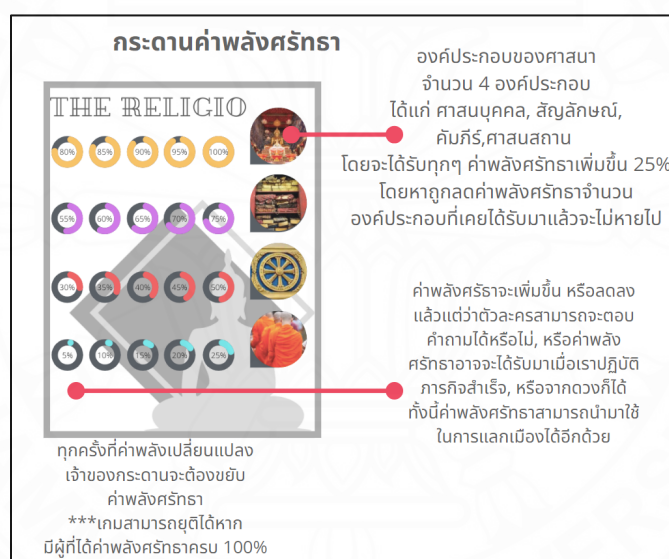 กระดานค่าพลังศรัทธา
องค์ประกอบของศาสนา
จำนวน 4 องค์ประกอบ
ได้แก่ ศาสนบุคคล, สัญลักษณ์,
คัมภีร์,ศาสนสถาน
โดยจะได้รับทุกๆ ค่าพลังศรัทธาเพิ่มขึ้น 25%
โดยหาถูกลดค่าพลังศรัทธาจำนวน
องค์ประกอบที่เคยได้รับมาแล้วจะไม่หายไป
THE RELIGIO
80% 85% 90% 95% 100%
55% 60% 65% 70% 75%
30% 35% 40% 45% 50%
5% 10% 15% 20% 25%
ค่าพลังศรัธาจะเพิ่มขึ้น หรือลดลง
แล้วแต่ว่าตัวละครสามารถจะตอบ
คำถามได้หรือไม่, หรือค่าพลัง
ศรัทธาอาจจะได้รับมาเมื่อเราปฏิบัติ
ภารกิจสำเร็จ, หรือจากดวงก็ได้
ทั้งนี้ค่าพลังศรัทธาสามารถนำมาใช้
ในการแลกเมืองได้อีกด้วย
ทุกครั้งที่ค่าพลังเปลี่ยนแปลง
เจ้าของกระดานจะต้องขยับ
ค่าพลังศรัทธา
***เกมสามารถยุติได้หาก
มีผู้ที่ได้ค่าพลังศรัทธาครบ 100%